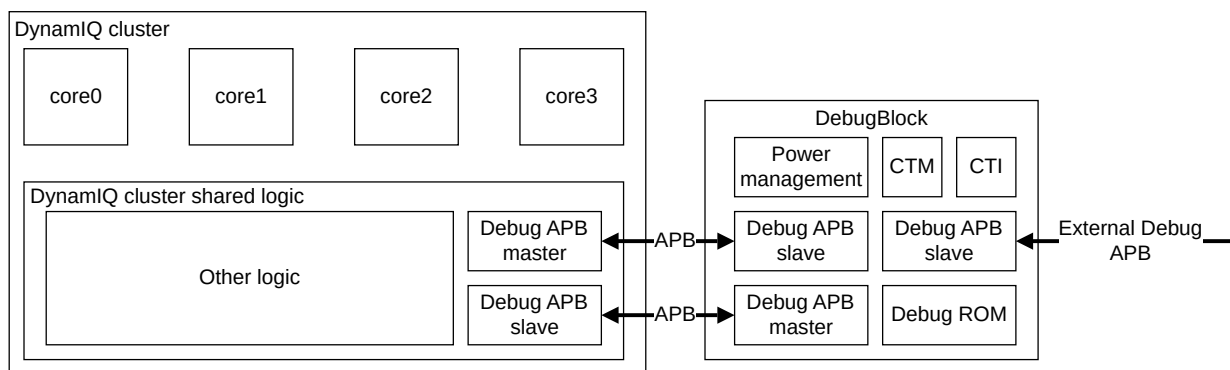 DynamIQ cluster
core0
core1
core2
core3
DynamIQ cluster shared logic
Other logic
Debug APB
master
Debug APB
slave
APB
APB
DebugBlock
Power
management
CTM
CTI
Debug APB
slave
Debug APB
slave
Debug APB
master
Debug ROM
External Debug
APB